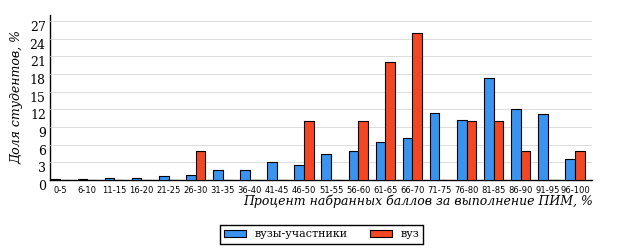 Доля студентов, %
27
24
21
18
15
12
9
6
3
0
0-5 6-10 11-15 16-20 21-25 26-30 31-35 36-40 41-45 46-50 51-55 56-60 61-65 66-70 71-75 76-80 81-85 86-90 91-95 96-100
Процент набранных баллов за выполнение ПИМ, %
вузы-участники вуз